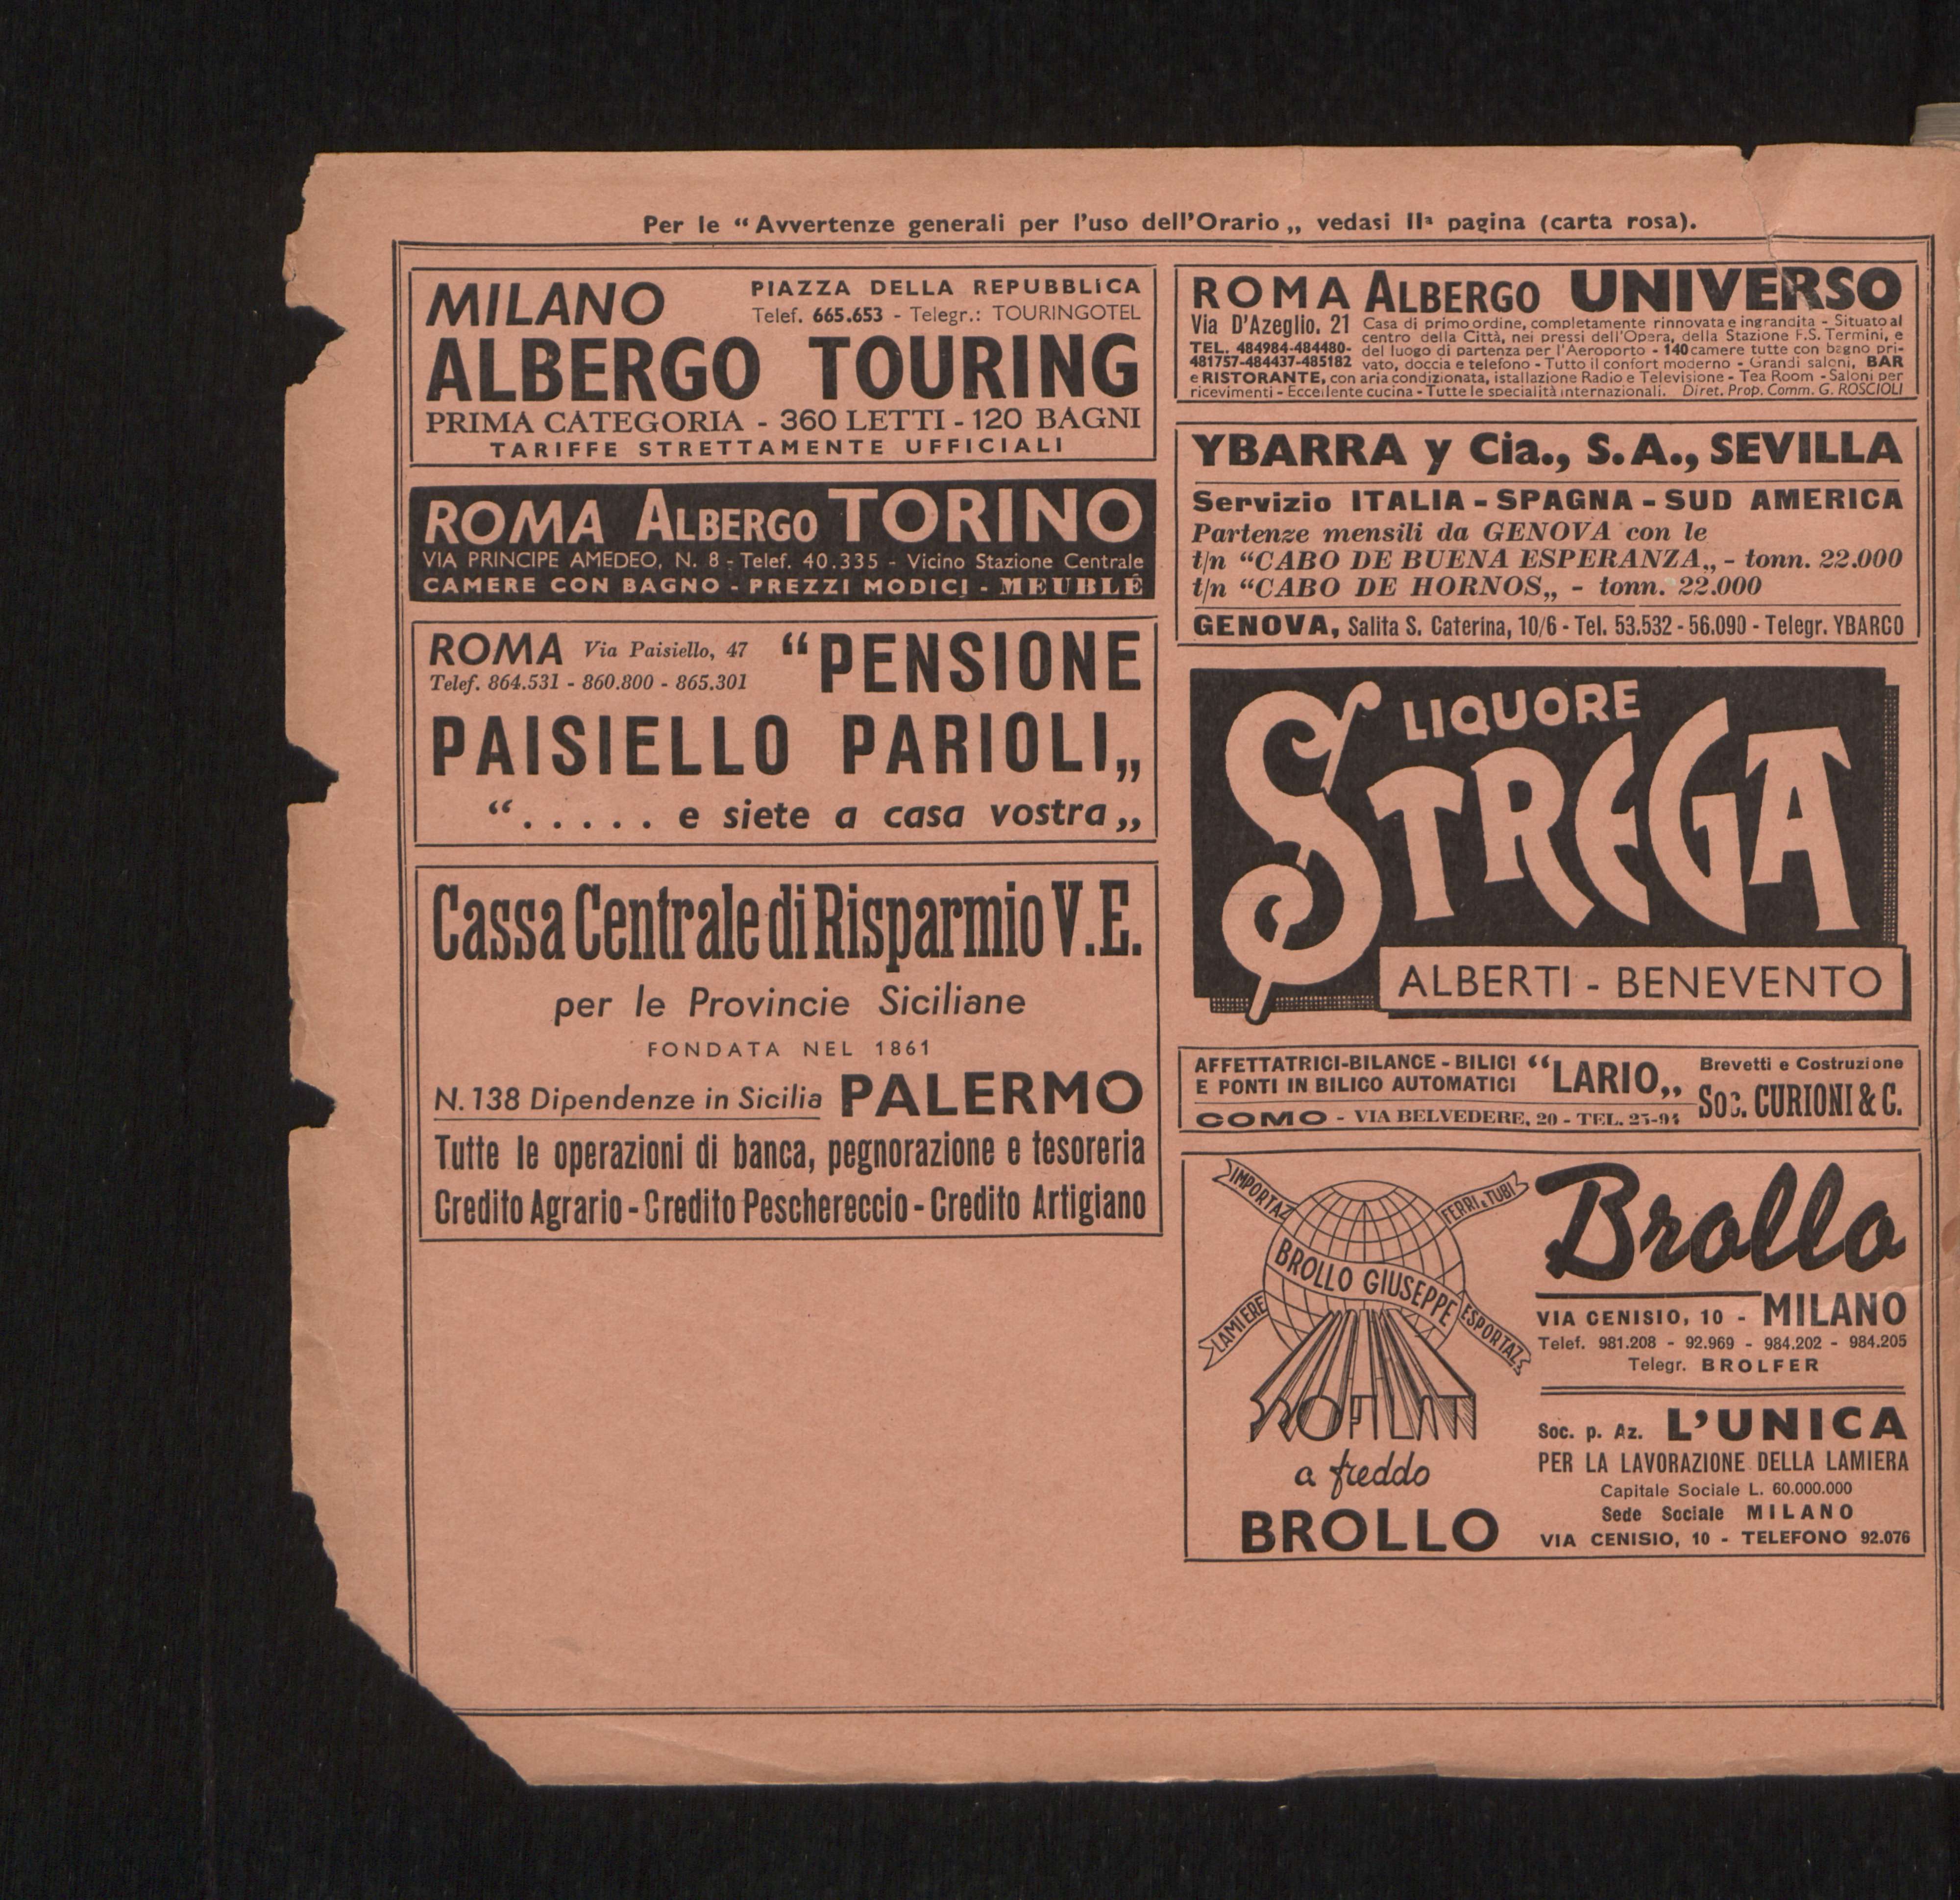 Per le “Avvertenze generali per l'uso dell'Orario„ vedasi IIª pagina (carta rosa).
MILANO
PIAZZA DELLA REPUBBLICA
Telef. 665.653 - Telegr.: TOURINGOTEL
ALBERGO TOURING
PRIMA CATEGORIA - 360 LETTI - 120 BAGNI
TARIFFE STRETTAMENTE UFFICIALI
ROMA ALBERGO TORINO
VIA PRINCIPE AMEDEO, N. 8 - Telef. 40.335 - Vicino Stazione Centrale
CAMERE CON BAGNO - PREZZI MODICI - MEUBLÉ
ROMA Via Paisiello, 47
Telef. 864.531 - 860.800 - 865.301
“PENSIONE
PAISIELLO PARIOLI„
“..... e siete a casa vostra„
Cassa Centrale di Risparmio V.E.
per le Provincie Siciliane
FONDATA NEL 1861
N. 138 Dipendenze in Sicilia PALERMO
Tutte le operazioni di banca, pegnorazione e tesoreria
Credito Agrario - Credito Peschereccio - Credito Artigiano
ROMA ALBERGO UNIVERSO
Via D'Azeglio. 21
TEL. 484984-484480-
481757-484437-485182
Casa di primo ordine, completamente rinnovata e ingrandita - Situato al
centro della Città, nei pressi dell'Opera, della Stazione F.S. Termini, e
del luogo di partenza per l'Aeroporto - 140 camere tutte con bagno pri-
vato, doccia e telefono - Tutto il confort moderno - Grandi saloni, BAR
e RISTORANTE, con aria condizionata, istallazione Radio e Televisione - Tea Room - Saloni per
ricevimenti - Eccellente cucina - Tutte le specialità internazionali. Diret. Prop. Comm. G. ROSCIOLI
YBARRA y Cia., S.A., SEVILLA
Servizio ITALIA - SPAGNA - SUD AMERICA
Partenze mensili da GENOVA con le
t/n “CABO DE BUENA ESPERANZA„ - tonn. 22.000
t/n “CABO DE HORNOS„ - tonn. 22.000
GENOVA, Salita S. Caterina, 10/6 - Tel. 53.532 - 56.090 - Telegr. YBARCO
LIQUORE
STREGA
ALBERTI - BENEVENTO
AFFETTATRICI-BILANCE - BILICI
E PONTI IN BILICO AUTOMATICI
“LARIO„
Brevetti e Costruzione
Soc. CURIONI & C.
COMO - VIA BELVEDERE, 20 - TEL. 25-94
IMPORTAZ
FERRI e TUBI
BROLLO GIUSEPPE
LAMIERE
ESPORTAZ
PROFILATI
a freddo
BROLLO
Brollo
VIA CENISIO, 10 - MILANO
Telef. 981.208 - 92.969 - 984.202 - 984.205
Telegr. BROLFER
Soc. p. Az. L'UNICA
PER LA LAVORAZIONE DELLA LAMIERA
Capitale Sociale L. 60.000.000
Sede Sociale MILANO
VIA CENISIO, 10 - TELEFONO 92.076